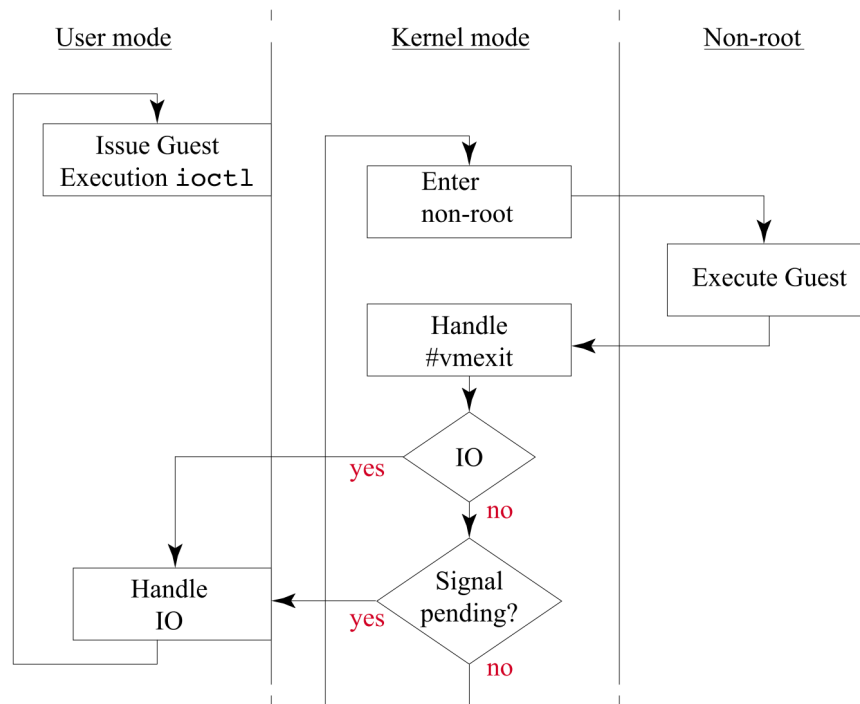 User mode
Kernel mode
Non-root
Issue Guest
Execution ioctl
Enter
non-root
Execute Guest
Handle
#vmexit
IO
yes
no
Handle
IO
Signal
pending?
yes
no